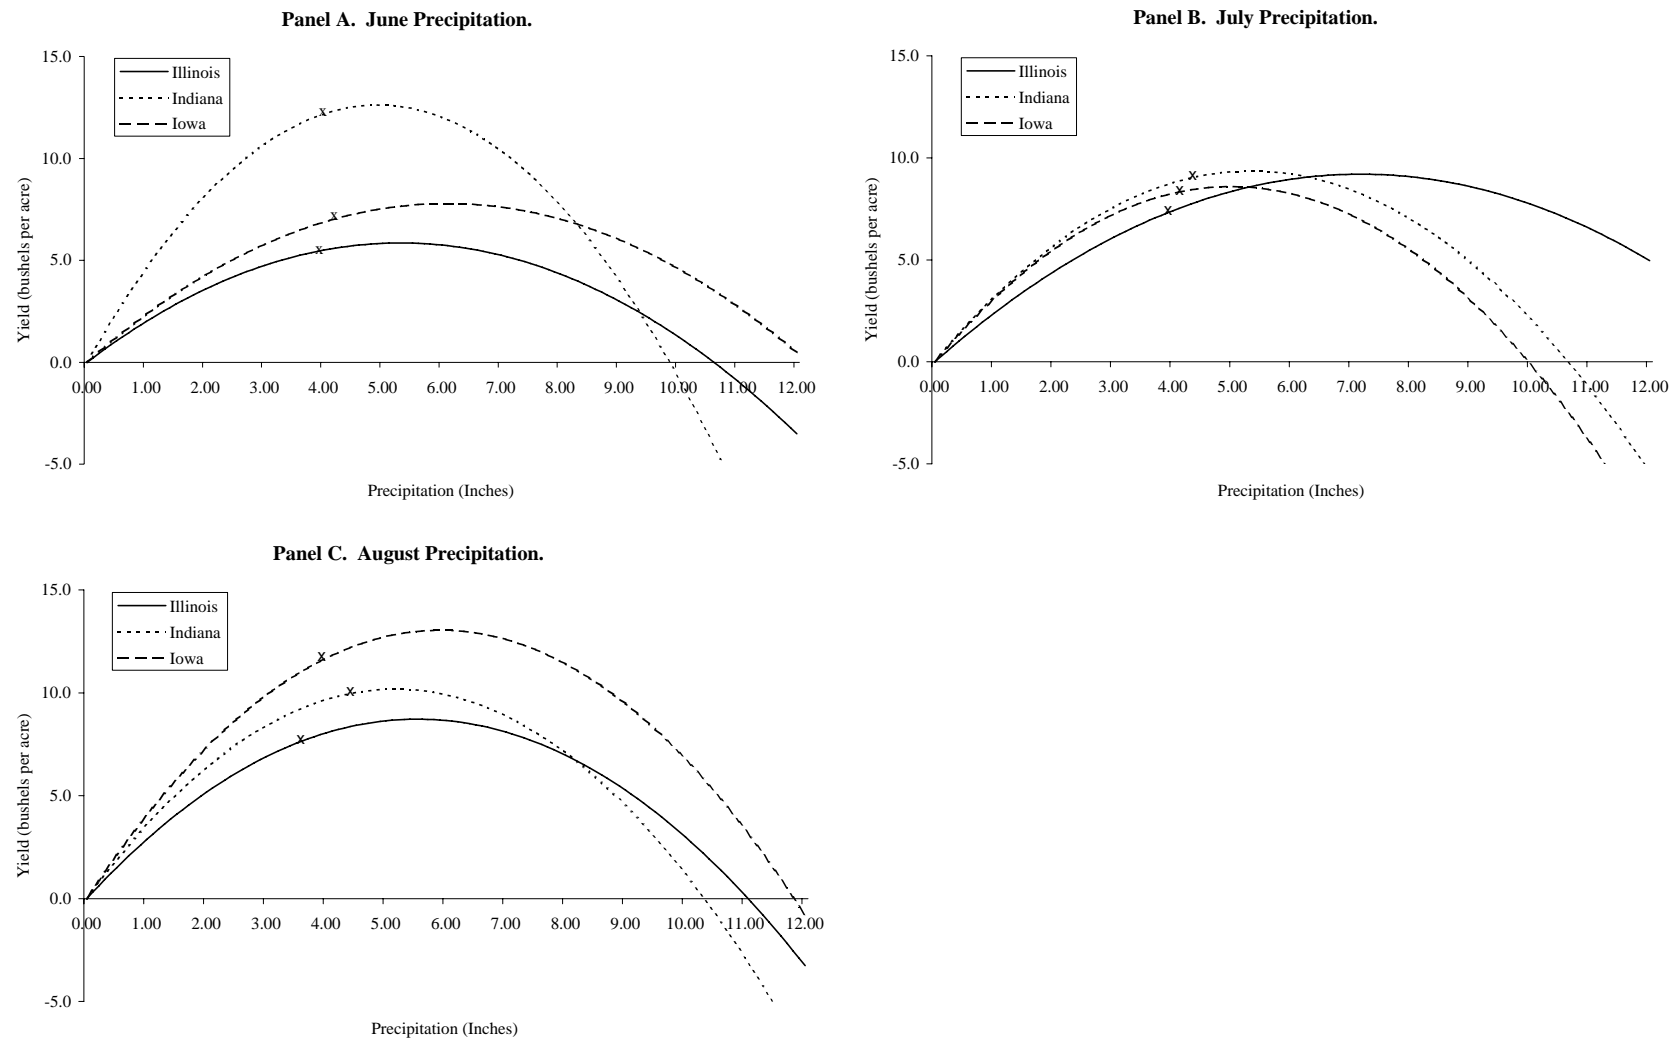 Panel A.  June Precipitation.
15.0
10.0
5.0
0.0
-5.0
Yield (bushels per acre)
Illinois
Indiana
Iowa
x
x
x
0.00 1.00 2.00 3.00 4.00 5.00 6.00 7.00 8.00 9.00 10.00 11.00 12.00
Precipitation (Inches)
Panel B.  July Precipitation.
15.0
10.0
5.0
0.0
-5.0
Yield (bushels per acre)
Illinois
Indiana
Iowa
x
x
x
0.00 1.00 2.00 3.00 4.00 5.00 6.00 7.00 8.00 9.00 10.00 11.00 12.00
Precipitation (Inches)
Panel C.  August Precipitation.
15.0
10.0
5.0
0.0
-5.0
Yield (bushels per acre)
Illinois
Indiana
Iowa
x
x
x
0.00 1.00 2.00 3.00 4.00 5.00 6.00 7.00 8.00 9.00 10.00 11.00 12.00
Precipitation (Inches)